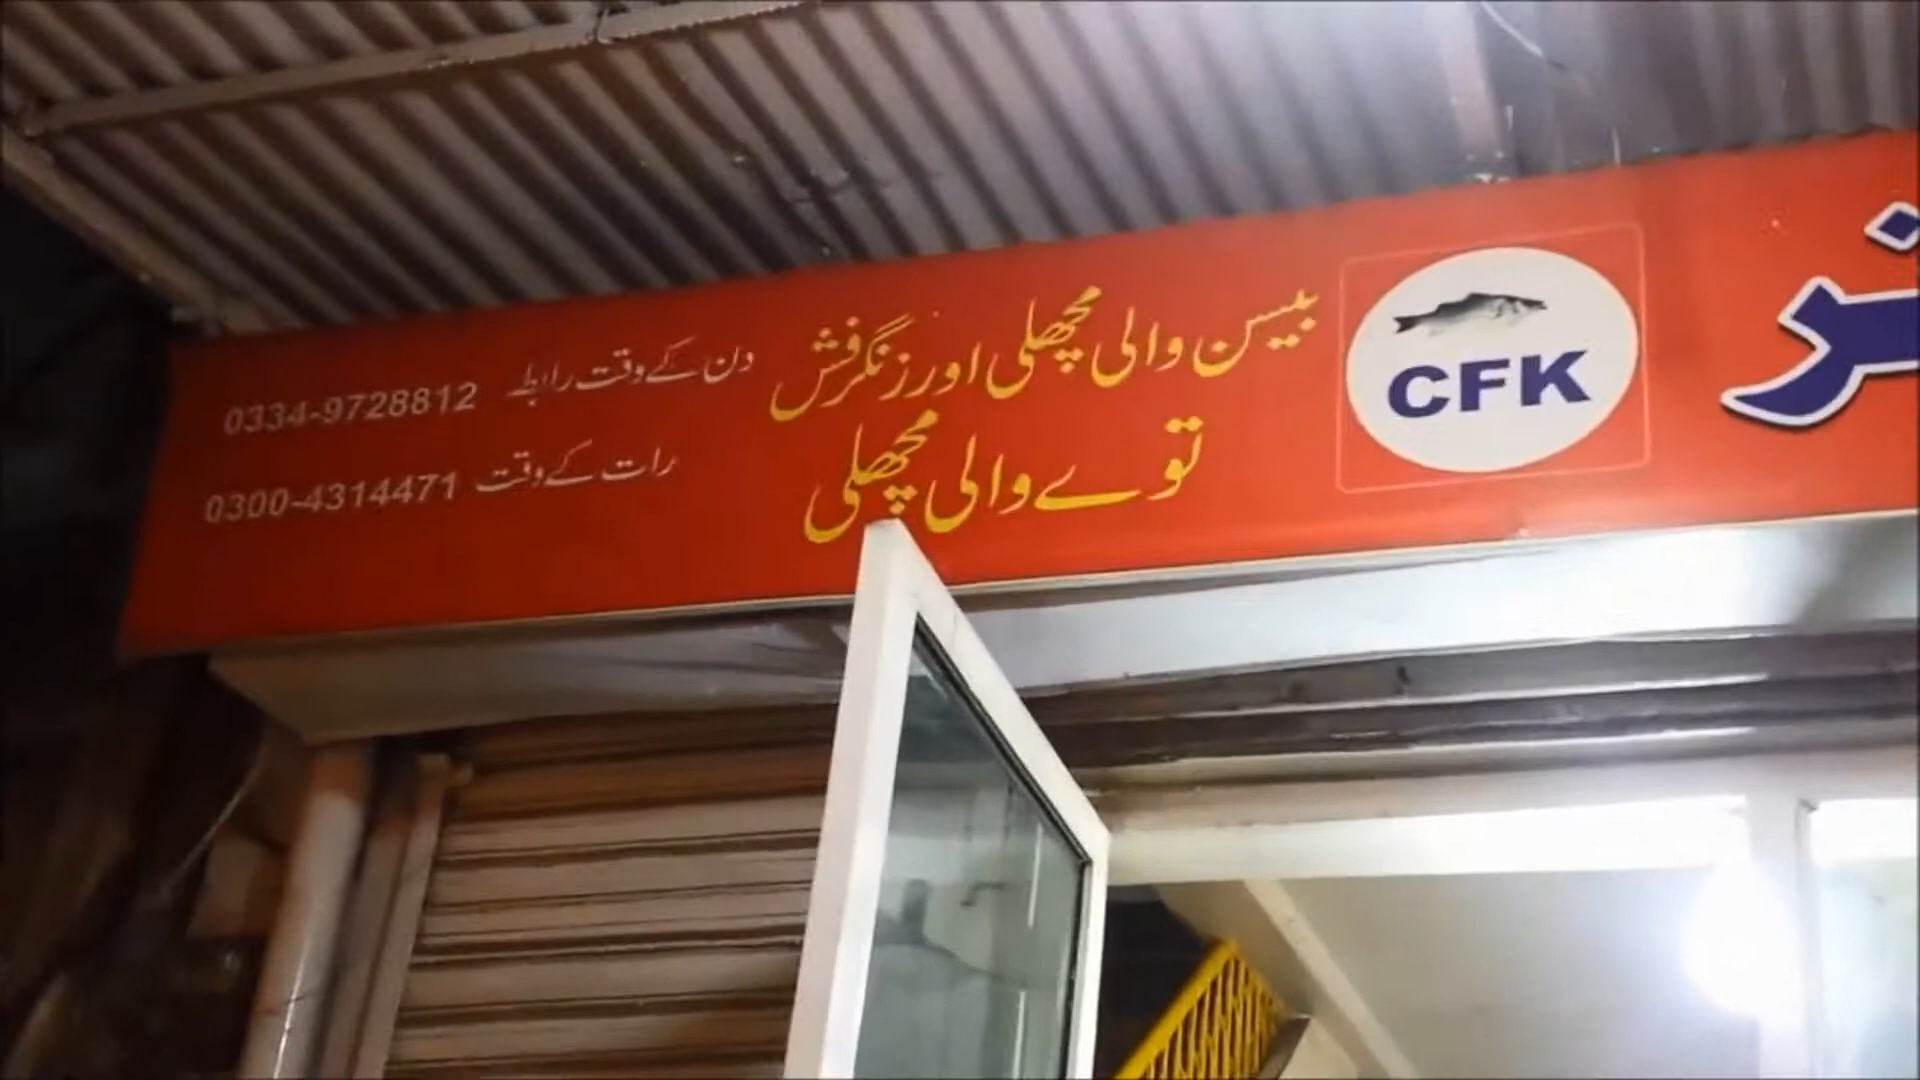 CFK
بیسن والی مچھلی اور زنگر فش
توے والی مچھلی
دن کے وقت رابطہ 0334-9728812
رات کے وقت 0300-4314471